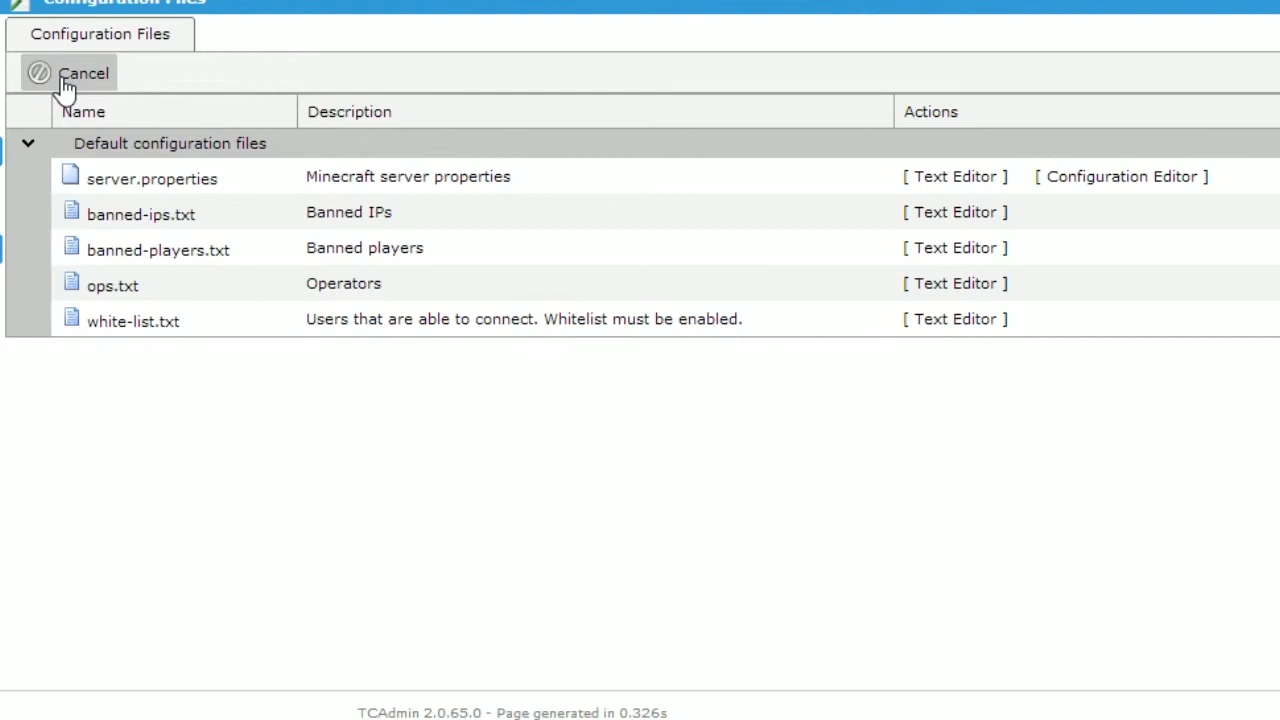 Configuration Files
Configuration Files
Cancel
Name Description Actions
Default configuration files
server.properties Minecraft server properties [ Text Editor ] [ Configuration Editor ]
banned-ips.txt Banned IPs [ Text Editor ]
banned-players.txt Banned players [ Text Editor ]
ops.txt Operators [ Text Editor ]
white-list.txt Users that are able to connect. Whitelist must be enabled. [ Text Editor ]
TCAdmin 2.0.65.0 - Page generated in 0.326s